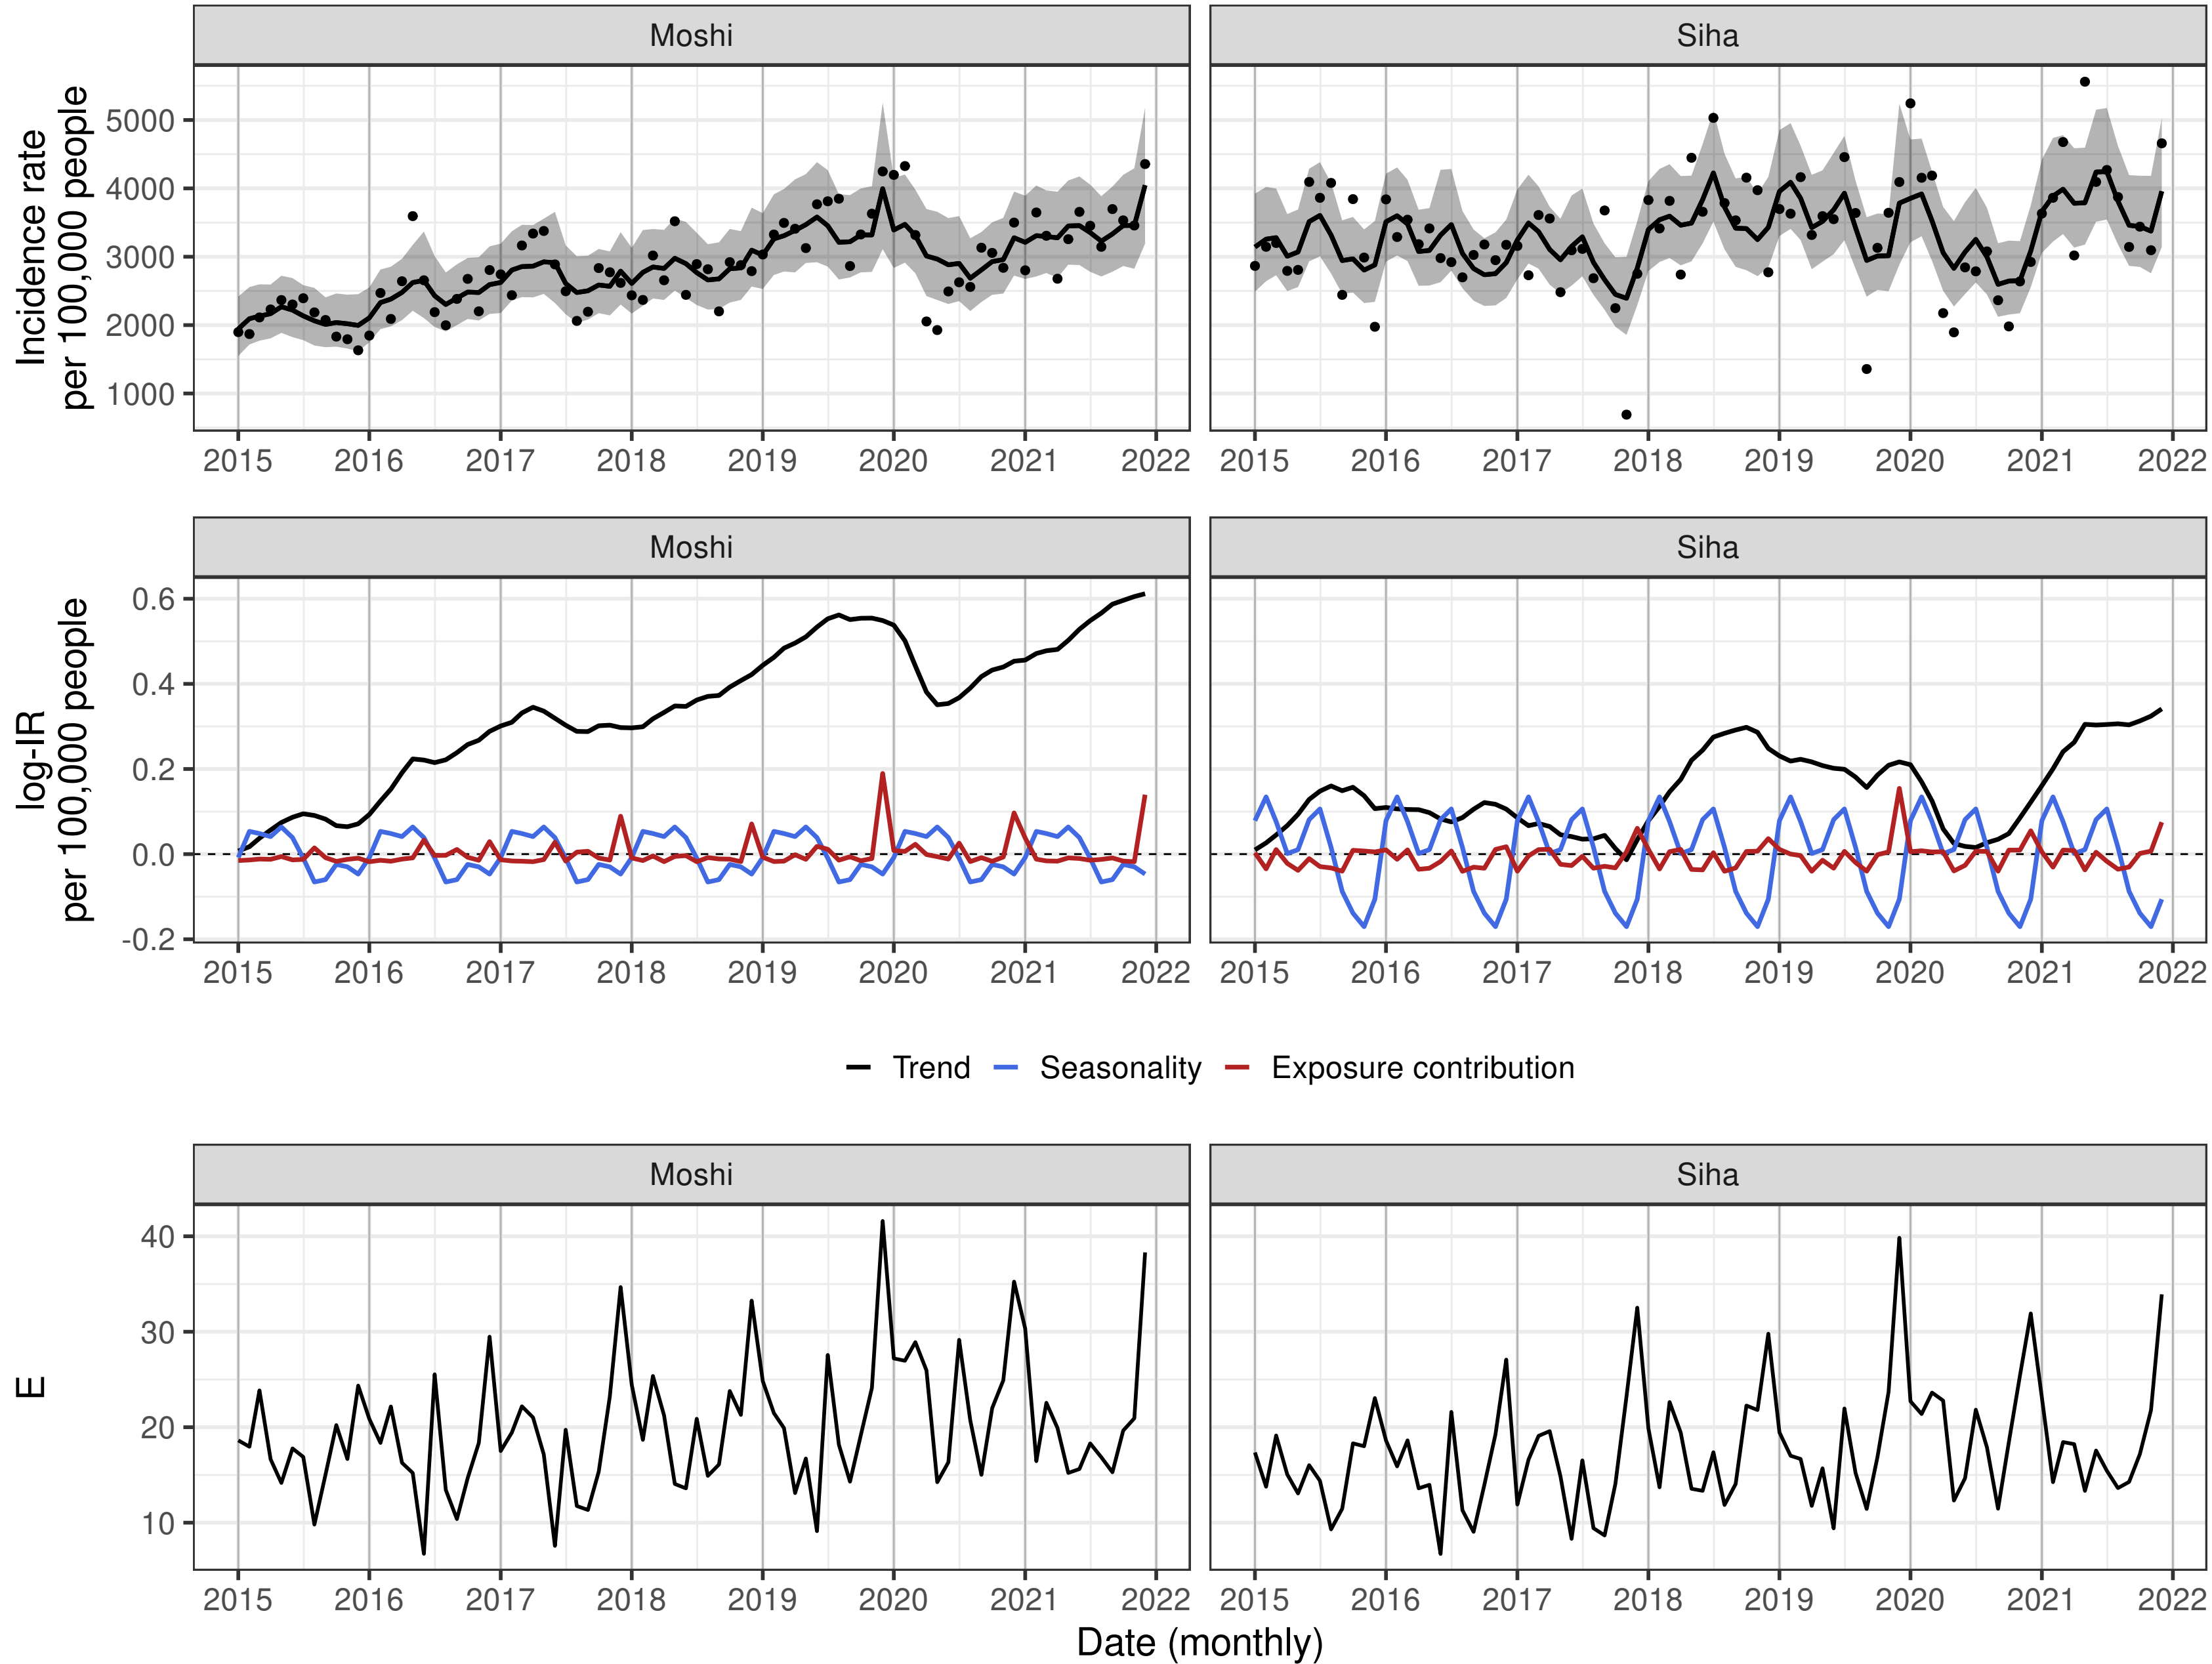 Moshi Siha
Incidence rate
per 100,000 people
5000
4000
3000
2000
1000
2015 2016 2017 2018 2019 2020 2021 2022 2015 2016 2017 2018 2019 2020 2021 2022
Moshi Siha
log-IR
per 100,000 people
0.6
0.4
0.2
0.0
-0.2
2015 2016 2017 2018 2019 2020 2021 2022 2015 2016 2017 2018 2019 2020 2021 2022
Trend Seasonality Exposure contribution
Moshi Siha
E
40
30
20
10
2015 2016 2017 2018 2019 2020 2021 2022 2015 2016 2017 2018 2019 2020 2021 2022
Date (monthly)